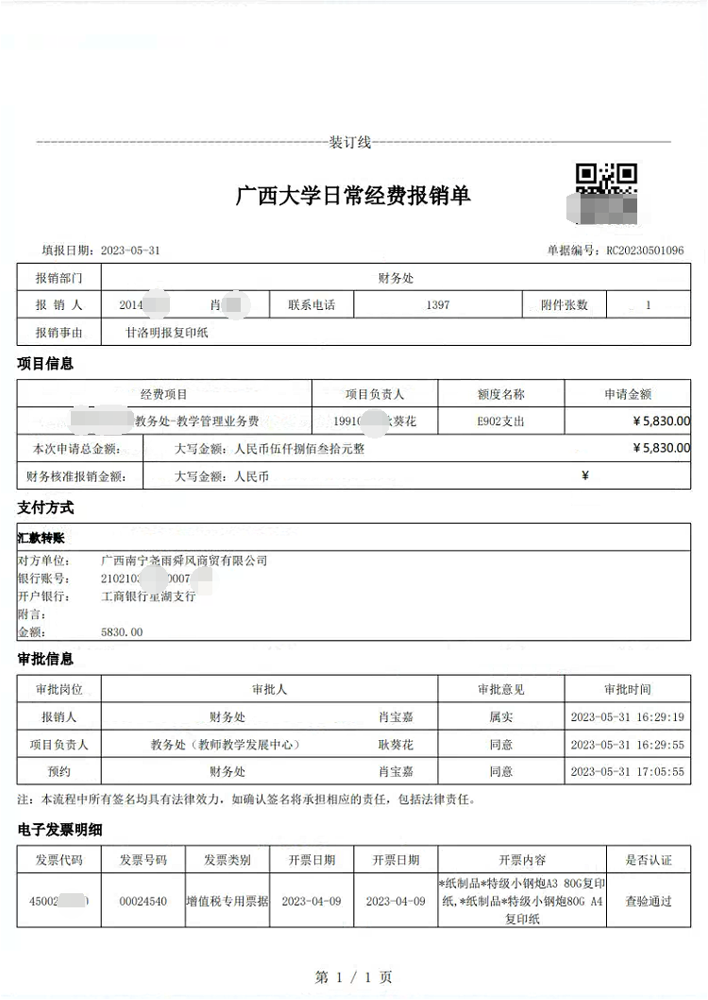 装订线
广西大学日常经费报销单
填报日期: 2023-05-31 单据编号: RC20230501096
报销部门 财务处
报 销 人 2014 肖 联系电话 1397 附件张数 1
报销事由 甘洛明报复印纸
项目信息
经费项目 项目负责人 额度名称 申请金额
教务处-教学管理业务费 1991 耿葵花 E902支出 ¥5,830.00
本次申请总金额: 大写金额: 人民币伍仟捌佰叁拾元整 ¥5,830.00
财务核准报销金额: 大写金额: 人民币 ¥
支付方式
汇款转账
对方单位: 广西南宁尧雨舜风商贸有限公司
银行账号: 210210 0007
开户银行: 工商银行星湖支行
附言:
金额: 5830.00
审批信息
审批岗位 审批人 审批意见 审批时间
报销人 财务处 肖宝嘉 属实 2023-05-31 16:29:19
项目负责人 教务处（教师教学发展中心） 耿葵花 同意 2023-05-31 16:29:55
预约 财务处 肖宝嘉 同意 2023-05-31 17:05:55
注: 本流程中所有签名均具有法律效力, 如确认签名将承担相应的责任, 包括法律责任。
电子发票明细
发票代码 发票号码 发票类别 开票日期 开票日期 开票内容 是否认证
45002 00024540 增值税专用票据 2023-04-09 2023-04-09 *纸制品*特级小钢炮A3 80G复印
纸,*纸制品*特级小钢炮80G A4
复印纸 查验通过
第 1 / 1 页